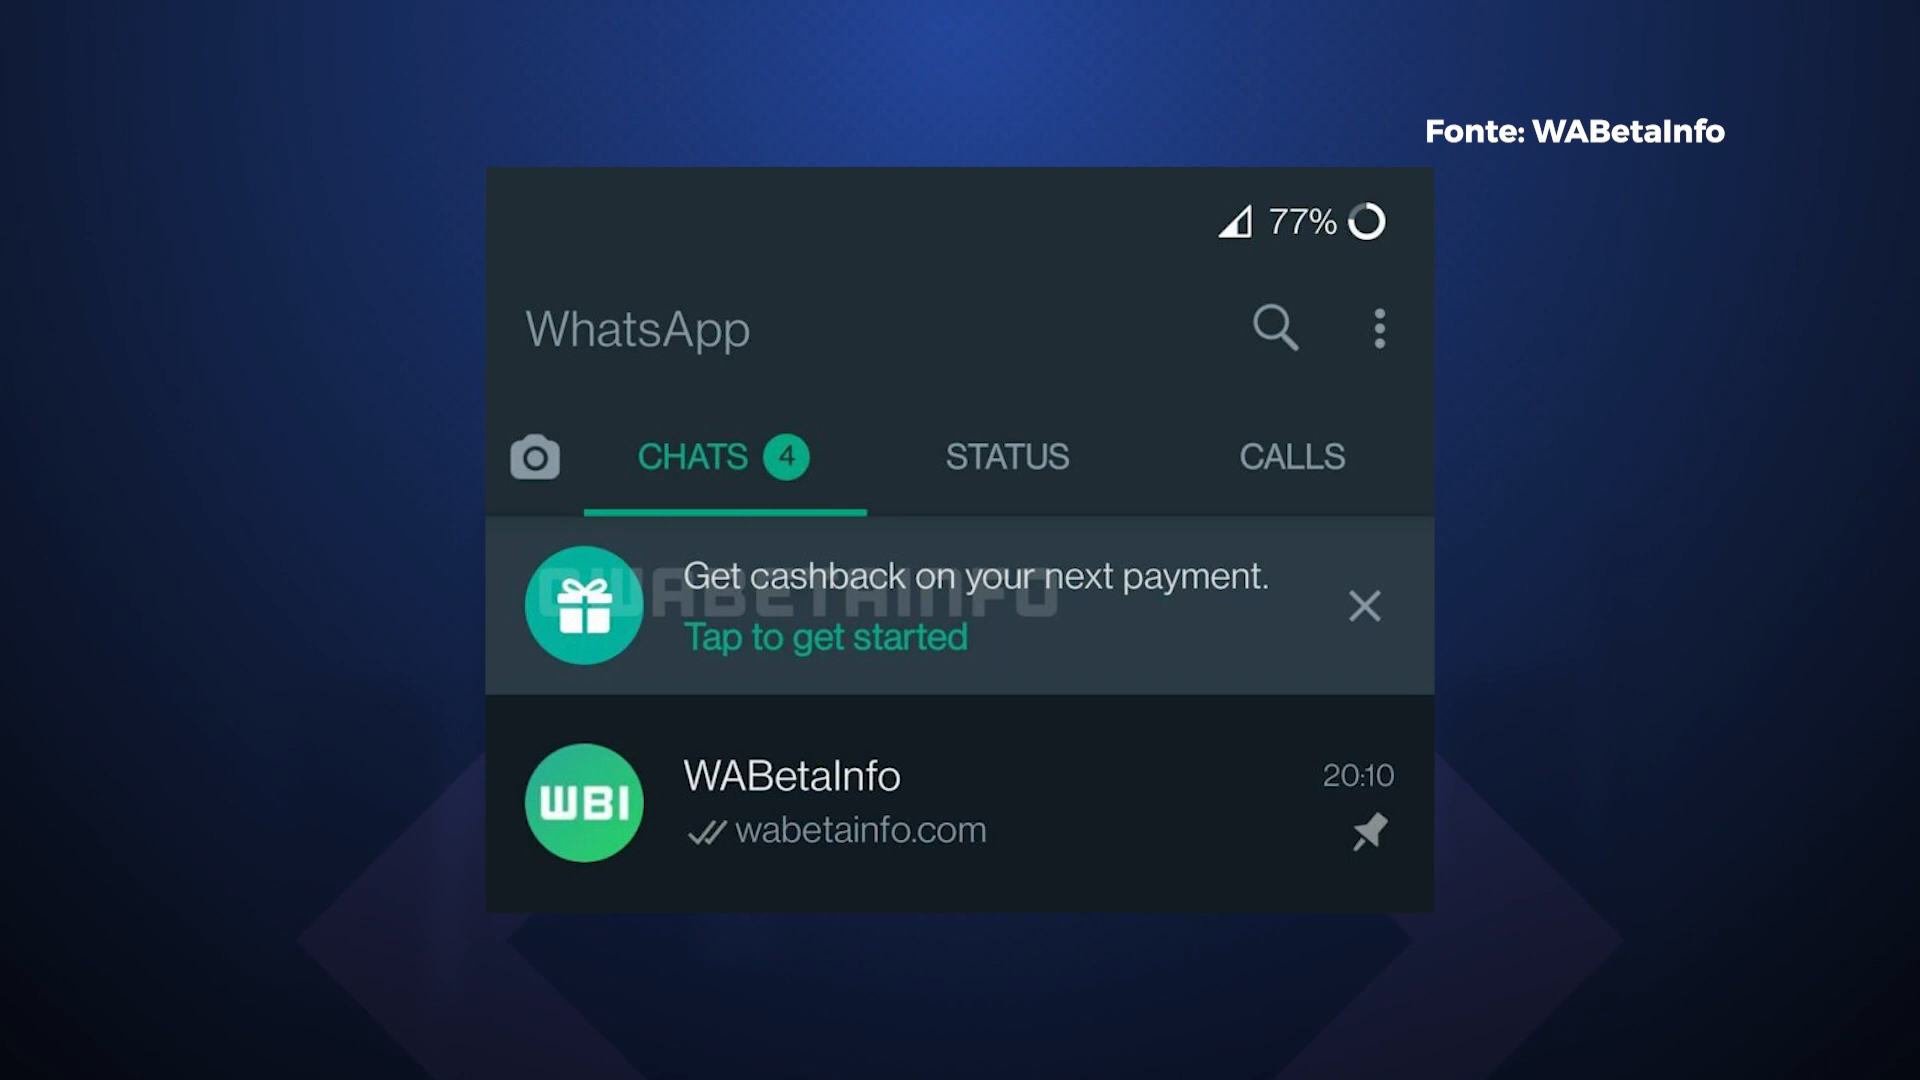 Fonte: WABetaInfo
77%
WhatsApp
CHATS 4 STATUS CALLS
Get cashback on your next payment.
@WABETAINFO
Tap to get started
WBI
WABetaInfo 20:10
wabetainfo.com